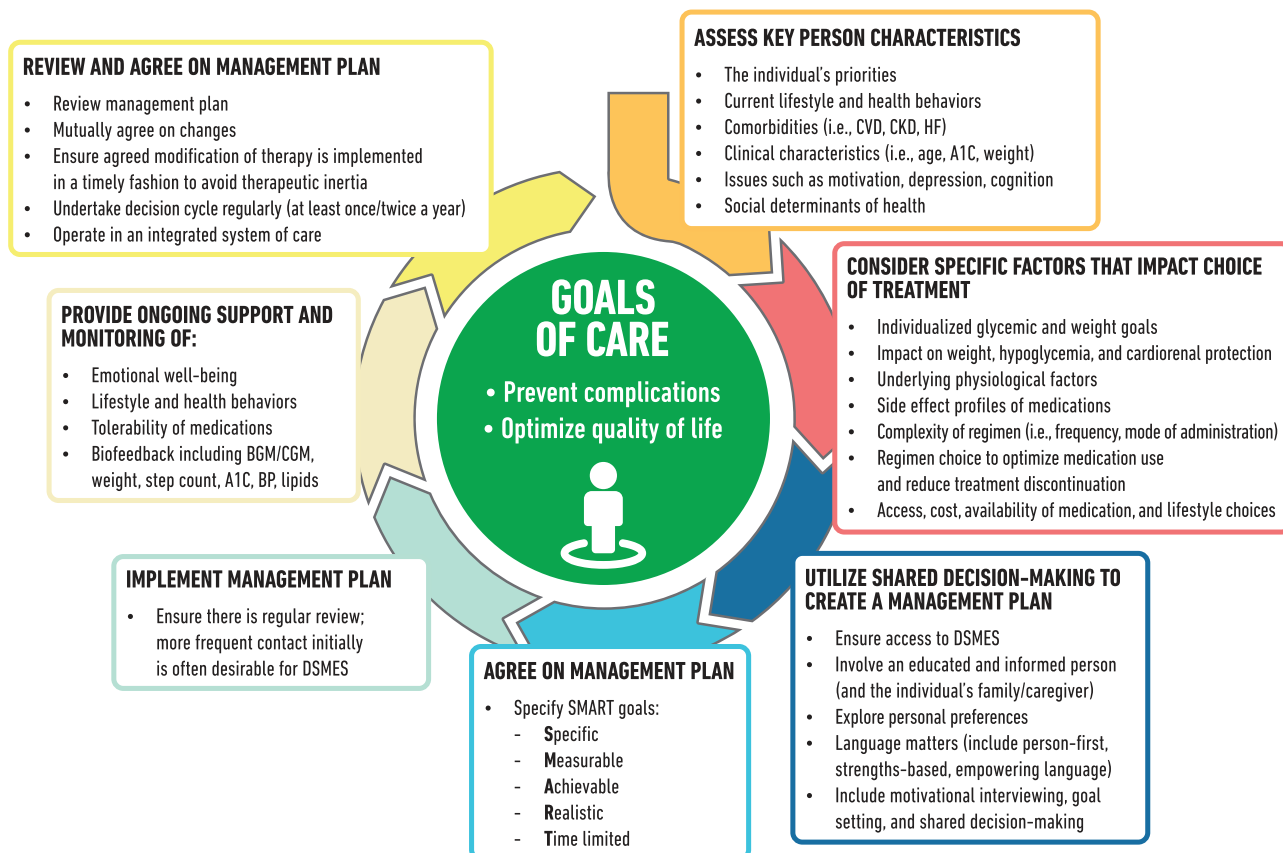 ASSESS KEY PERSON CHARACTERISTICS
• The individual's priorities
• Current lifestyle and health behaviors
• Comorbidities (i.e., CVD, CKD, HF)
• Clinical characteristics (i.e., age, A1C, weight)
• Issues such as motivation, depression, cognition
• Social determinants of health
CONSIDER SPECIFIC FACTORS THAT IMPACT CHOICE
OF TREATMENT
• Individualized glycemic and weight goals
• Impact on weight, hypoglycemia, and cardiorenal protection
• Underlying physiological factors
• Side effect profiles of medications
• Complexity of regimen (i.e., frequency, mode of administration)
• Regimen choice to optimize medication use
and reduce treatment discontinuation
• Access, cost, availability of medication, and lifestyle choices
UTILIZE SHARED DECISION-MAKING TO
CREATE A MANAGEMENT PLAN
• Ensure access to DSMES
• Involve an educated and informed person
(and the individual's family/caregiver)
• Explore personal preferences
• Language matters (include person-first,
strengths-based, empowering language)
• Include motivational interviewing, goal
setting, and shared decision-making
AGREE ON MANAGEMENT PLAN
• Specify SMART goals:
- Specific
- Measurable
- Achievable
- Realistic
- Time limited
IMPLEMENT MANAGEMENT PLAN
• Ensure there is regular review;
more frequent contact initially
is often desirable for DSMES
PROVIDE ONGOING SUPPORT AND
MONITORING OF:
• Emotional well-being
• Lifestyle and health behaviors
• Tolerability of medications
• Biofeedback including BGM/CGM,
weight, step count, A1C, BP, lipids
REVIEW AND AGREE ON MANAGEMENT PLAN
• Review management plan
• Mutually agree on changes
• Ensure agreed modification of therapy is implemented
in a timely fashion to avoid therapeutic inertia
• Undertake decision cycle regularly (at least once/twice a year)
• Operate in an integrated system of care
GOALS
OF CARE
• Prevent complications
• Optimize quality of life